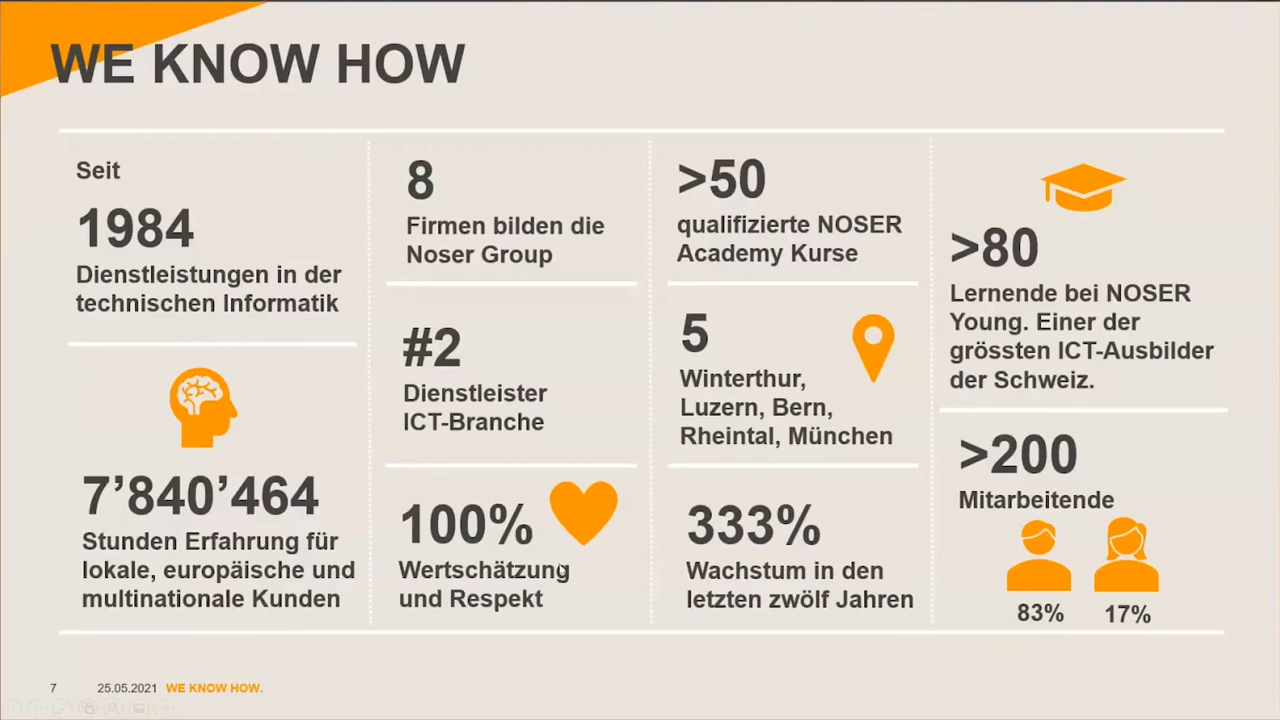 WE KNOW HOW
Seit
1984
Dienstleistungen in der
technischen Informatik
7’840’464
Stunden Erfahrung für
lokale, europäische und
multinationale Kunden
8
Firmen bilden die
Noser Group
#2
Dienstleister
ICT-Branche
100%
Wertschätzung
und Respekt
>50
qualifizierte NOSER
Academy Kurse
5
Winterthur,
Luzern, Bern,
Rheintal, München
333%
Wachstum in den
letzten zwölf Jahren
>80
Lernende bei NOSER
Young. Einer der
grössten ICT-Ausbilder
der Schweiz.
>200
Mitarbeitende
83% 17%
7 25.05.2021 WE KNOW HOW.